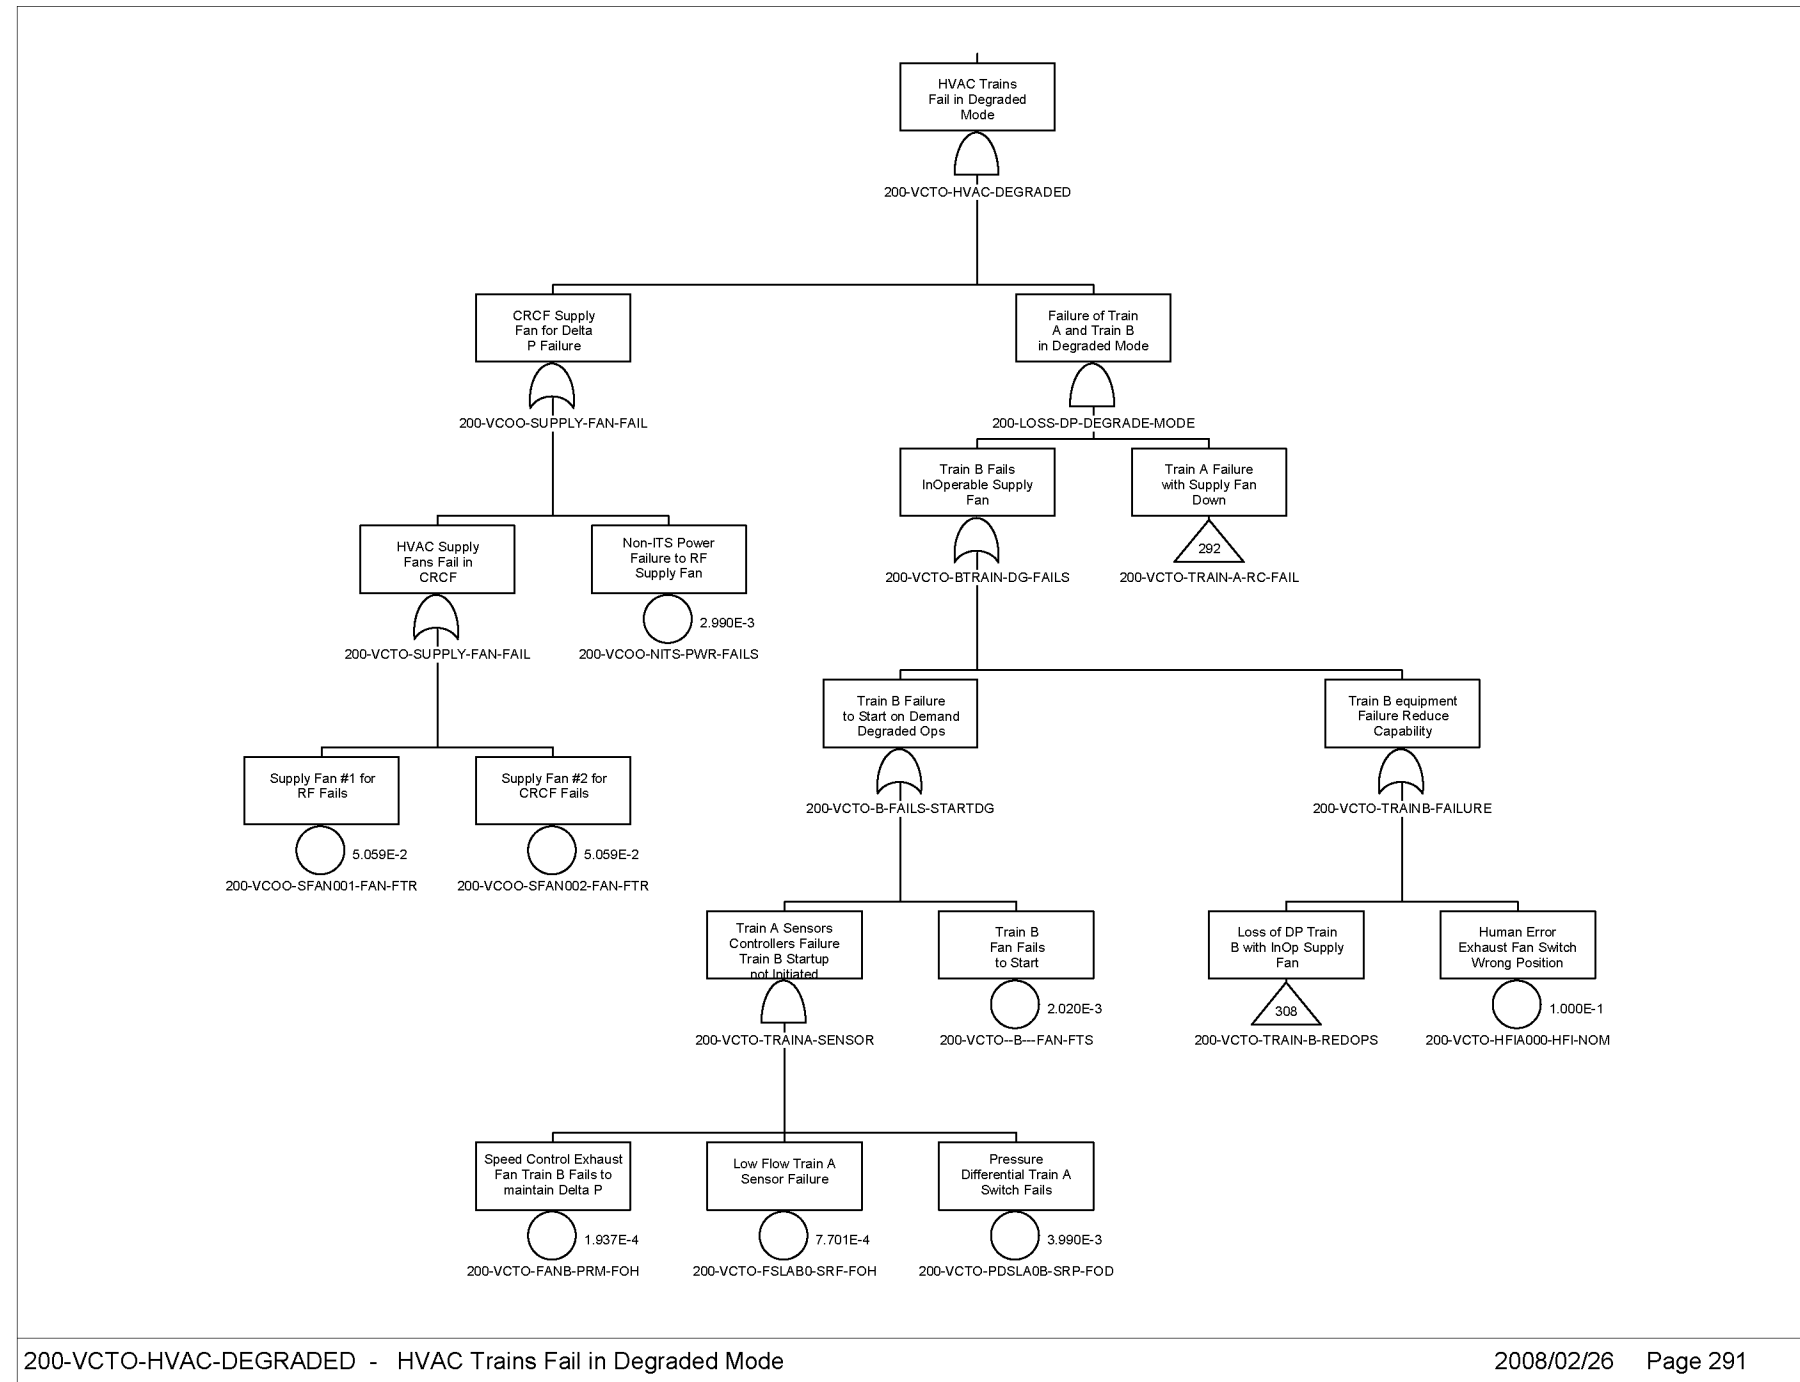 HVAC Trains
Fail in Degraded
Mode
200-VCTO-HVAC-DEGRADED
CRCF Supply
Fan for Delta
P Failure
200-VCOO-SUPPLY-FAN-FAIL
Failure of Train
A and Train B
in Degraded Mode
200-LOSS-DP-DEGRADE-MODE
Train B Fails
InOperable Supply
Fan
200-VCTO-BTRAIN-DG-FAILS
Train A Failure
with Supply Fan
Down
292
200-VCTO-TRAIN-A-RC-FAIL
HVAC Supply
Fans Fail in
CRCF
200-VCTO-SUPPLY-FAN-FAIL
Non-ITS Power
Failure to RF
Supply Fan
2.990E-3
200-VCOO-NITS-PWR-FAILS
Train B Failure
to Start on Demand
Degraded Ops
200-VCTO-B-FAILS-STARTDG
Train B equipment
Failure Reduce
Capability
200-VCTO-TRAINB-FAILURE
Supply Fan #1 for
RF Fails
5.059E-2
200-VCOO-SFAN001-FAN-FTR
Supply Fan #2 for
CRCF Fails
5.059E-2
200-VCOO-SFAN002-FAN-FTR
Train A Sensors
Controllers Failure
Train B Startup
not Initiated
200-VCTO-TRAINA-SENSOR
Train B
Fan Fails
to Start
2.020E-3
200-VCTO--B---FAN-FTS
Loss of DP Train
B with InOp Supply
Fan
308
200-VCTO-TRAIN-B-REDOPS
Human Error
Exhaust Fan Switch
Wrong Position
1.000E-1
200-VCTO-HFIA000-HFI-NOM
Speed Control Exhaust
Fan Train B Fails to
maintain Delta P
1.937E-4
200-VCTO-FANB-PRM-FOH
Low Flow Train A
Sensor Failure
7.701E-4
200-VCTO-FSLAB0-SRF-FOH
Pressure
Differential Train A
Switch Fails
3.990E-3
200-VCTO-PDSLA0B-SRP-FOD
200-VCTO-HVAC-DEGRADED - HVAC Trains Fail in Degraded Mode
2008/02/26 Page 291